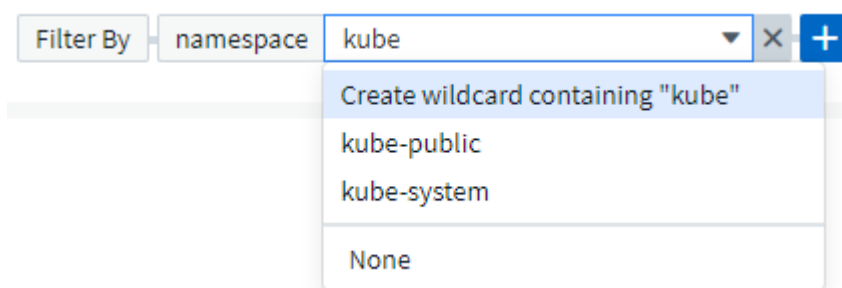 Filter By namespace kube
Create wildcard containing "kube"
kube-public
kube-system
None